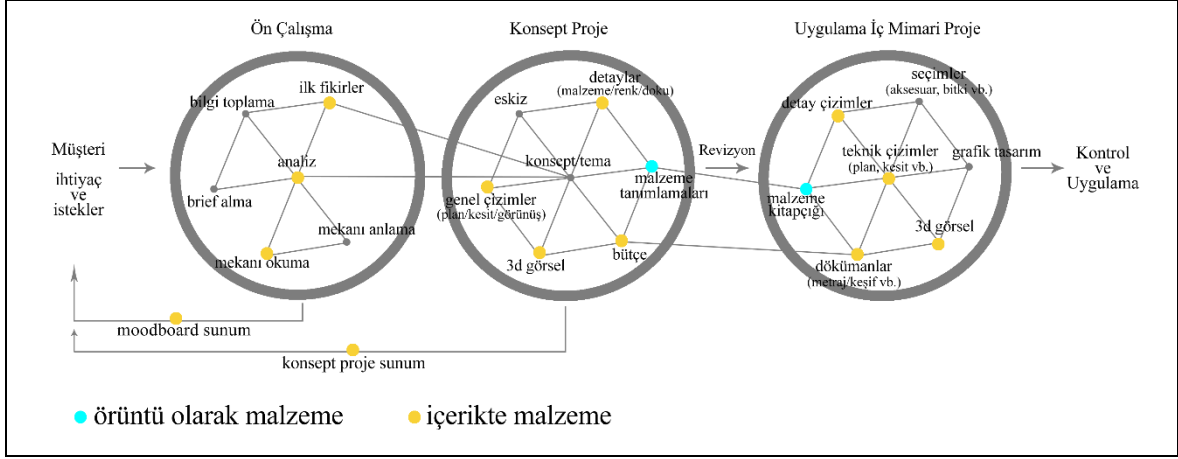 Ön Çalışma
Konsept Proje
Uygulama İç Mimari Proje
Müşteri
ihtiyaç
ve
istekler
bilgi toplama
ilk fikirler
analiz
brief alma
mekanı anlama
mekanı okuma
eskiz
detaylar
(malzeme/renk/doku)
konsept/tema
malzeme
tanımlamaları
genel çizimler
(plan/kesit/görünüş)
3d görsel
bütçe
Revizyon
seçimler
(aksesuar, bitki vb.)
detay çizimler
teknik çizimler
(plan, kesit vb.)
grafik tasarım
malzeme
kitapçığı
3d görsel
dökümanlar
(metraj/keşif vb.)
Kontrol
ve
Uygulama
moodboard sunum
konsept proje sunum
örüntü olarak malzeme
içerikte malzeme